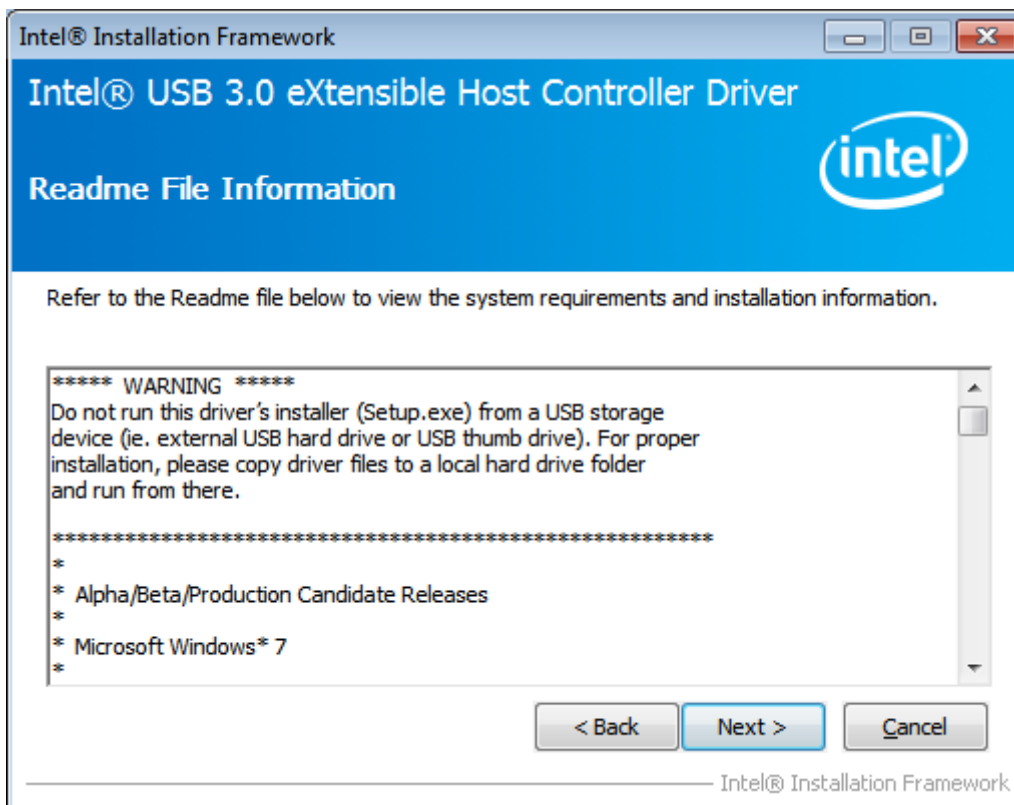 Intel® Installation Framework
Intel® USB 3.0 eXtensible Host Controller Driver
intel
Readme File Information
Refer to the Readme file below to view the system requirements and installation information.
***** WARNING *****
Do not run this driver's installer (Setup.exe) from a USB storage
device (ie. external USB hard drive or USB thumb drive). For proper
installation, please copy driver files to a local hard drive folder
and run from there.
*******************************************************
*
* Alpha/Beta/Production Candidate Releases
*
* Microsoft Windows* 7
*
< Back Next > Cancel
Intel® Installation Framework